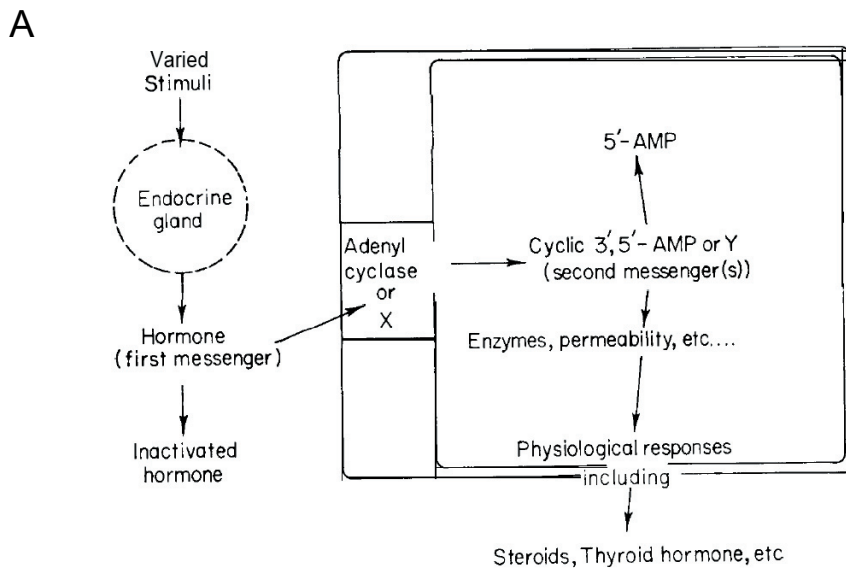 A
Varied
Stimuli
Endocrine
gland
Hormone
(first messenger)
Inactivated
hormone
Adenyl
cyclase
or
X
5′-AMP
Cyclic 3′,5′- AMP or Y
(second messenger(s))
Enzymes, permeability, etc....
Physiological responses
including
Steroids, Thyroid hormone, etc